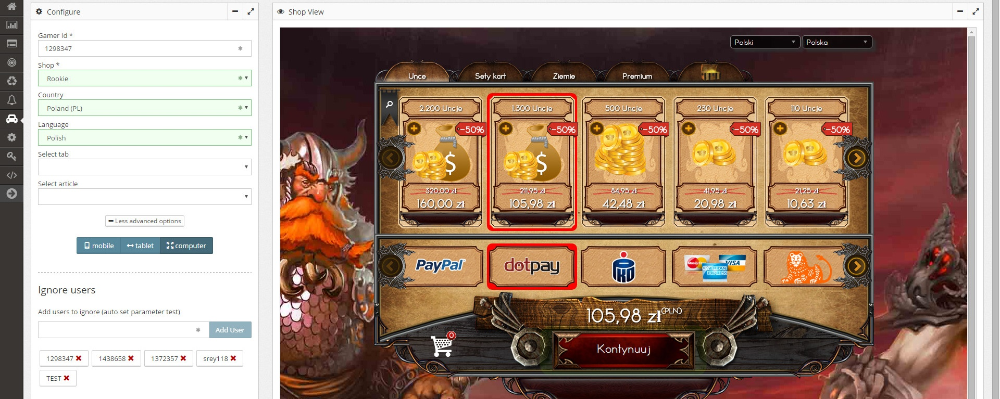 Configure
Gamer Id *
1298347
Shop *
Rookie
Country
Poland (PL)
Language
Polish
Select tab
Select article
Less advanced options
mobile tablet computer
Ignore users
Add users to ignore (auto set parameter test)
Add User
1298347 1438658 1372357 srey118
TEST
Shop View
Polski Polska
Unce Sety kart Ziemie Premium
2.200 Uncje 1.300 Uncje 500 Uncje 230 Uncje 110 Uncje
-50% -50% -50% -50% -50%
$ $
320,00 zł 211,95 zł 84,95 zł 41,95 zł 21,25 zł
160,00 zł 105,98 zł 42,48 zł 20,98 zł 10,63 zł
PayPal dotpay PKO MasterCard VISA
AMERICAN EXPRESS
105,98 zł (PLN)
0
Kontynuuj